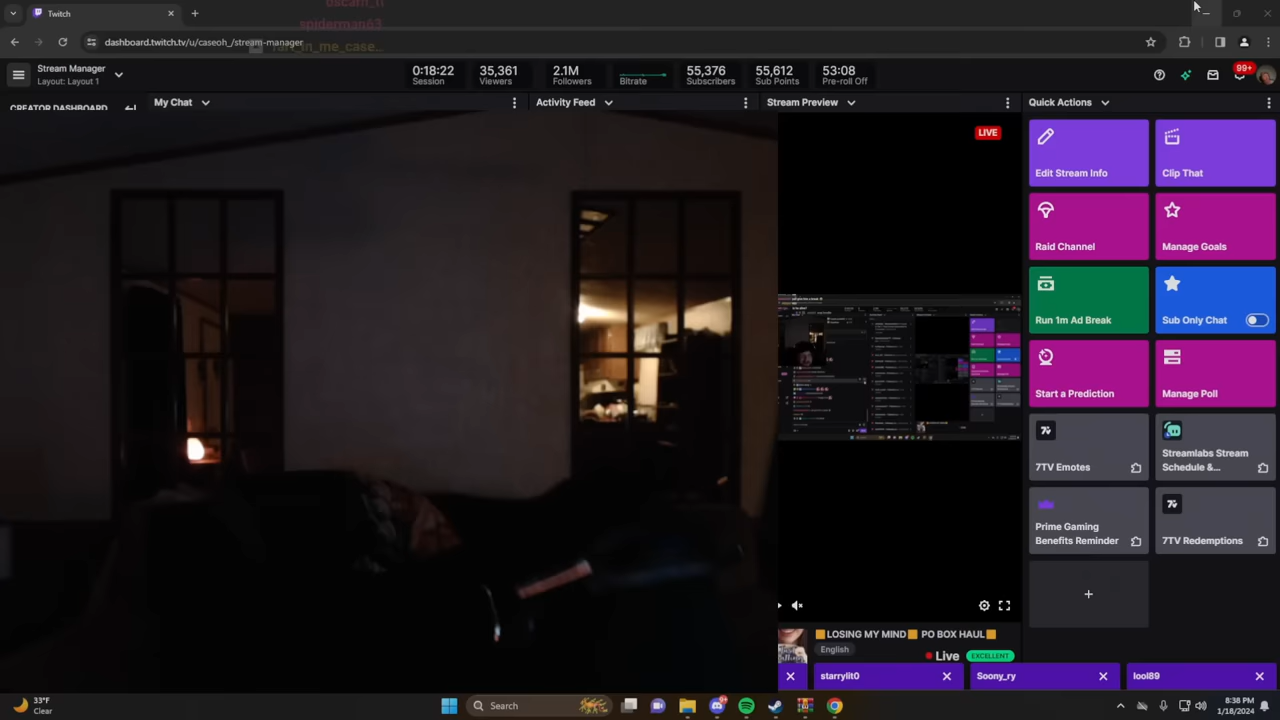 Twitch
oscarn_n
spiderman63
dashboard.twitch.tv/u/caseoh_/stream-manager
Stream Manager
Layout: Layout 1
0:18:22
Session
35,361
Viewers
2.1M
Followers
Bitrate
55,376
Subscribers
55,612
Sub Points
53:08
Pre-roll Off
99+
CREATOR DASHBOARD
My Chat
Activity Feed
Stream Preview
Quick Actions
LIVE
Edit Stream Info
Clip That
Raid Channel
Manage Goals
Run 1m Ad Break
Sub Only Chat
Start a Prediction
Manage Poll
7TV Emotes
Streamlabs Stream
Schedule &...
Prime Gaming
Benefits Reminder
7TV Redemptions
LOSING MY MIND PO BOX HAUL
English
Live
EXCELLENT
starrylit0
Soony_ry
lool89
33°F
Clear
Search
8:38 PM
1/18/2024